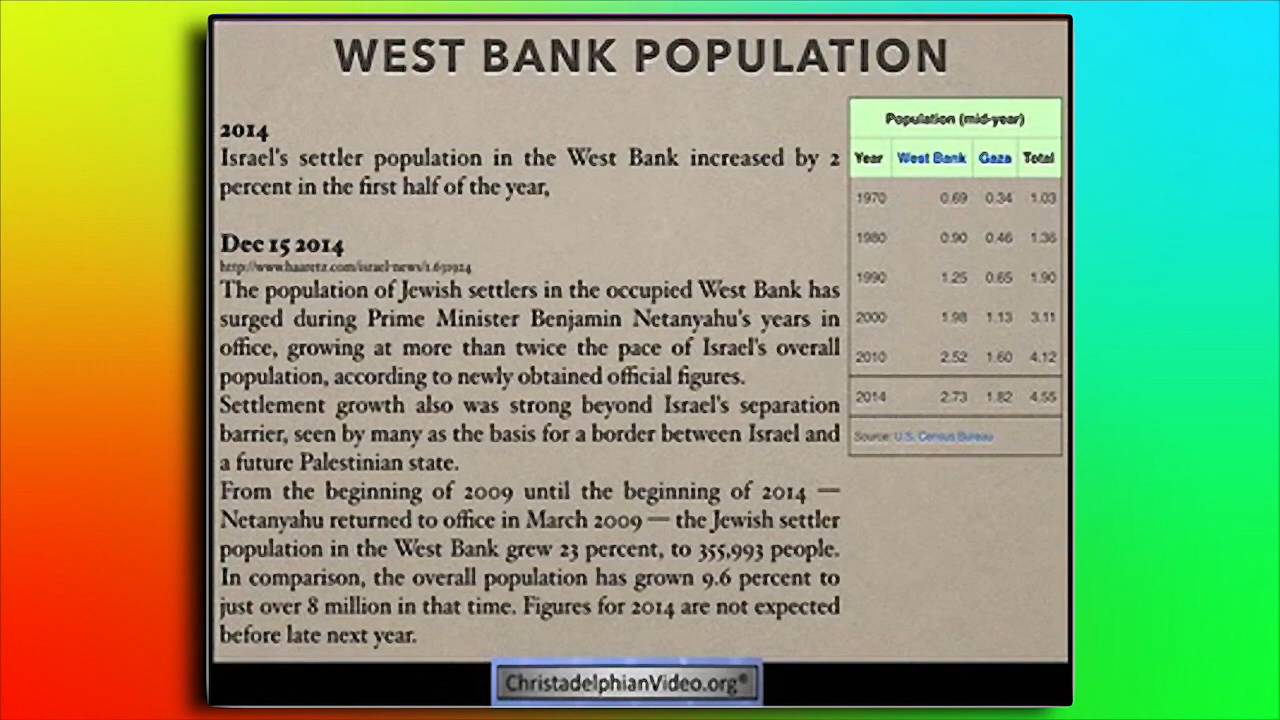 WEST BANK POPULATION
2014
Israel's settler population in the West Bank increased by 2
percent in the first half of the year,
Dec 15 2014
http://www.haaretz.com/israel-news/1.631924
The population of Jewish settlers in the occupied West Bank has
surged during Prime Minister Benjamin Netanyahu's years in
office, growing at more than twice the pace of Israel's overall
population, according to newly obtained official figures.
Settlement growth also was strong beyond Israel's separation
barrier, seen by many as the basis for a border between Israel and
a future Palestinian state.
From the beginning of 2009 until the beginning of 2014 —
Netanyahu returned to office in March 2009 — the Jewish settler
population in the West Bank grew 23 percent, to 355,993 people.
In comparison, the overall population has grown 9.6 percent to
just over 8 million in that time. Figures for 2014 are not expected
before late next year.
Population (mid-year)
Year West Bank Gaza Total
1970 0.69 0.34 1.03
1980 0.90 0.46 1.36
1990 1.25 0.65 1.90
2000 1.98 1.13 3.11
2010 2.52 1.60 4.12
2014 2.73 1.82 4.55
Source: U.S. Census Bureau
ChristadelphianVideo.org®